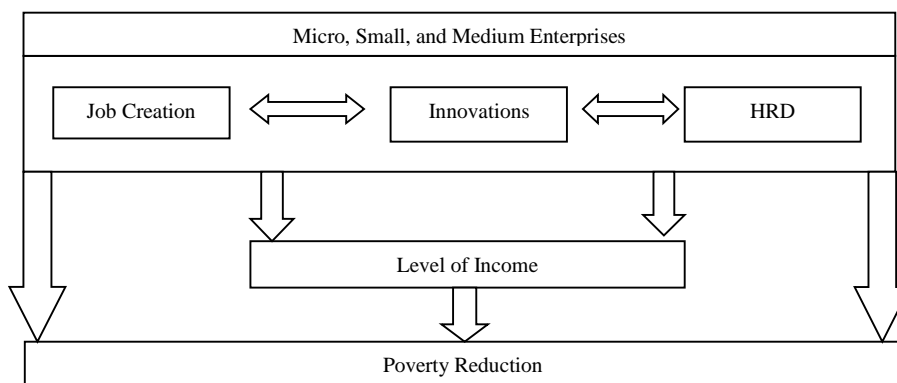 Micro, Small, and Medium Enterprises
Job Creation
Innovations
HRD
Level of Income
Poverty Reduction